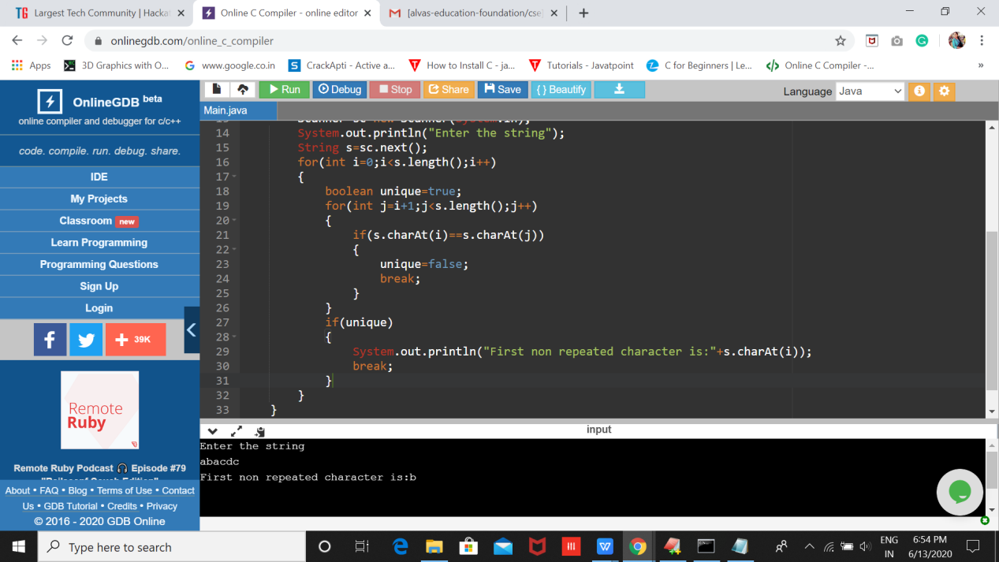 Largest Tech Community | Hacka
Online C Compiler - online editor
[alvas-education-foundation/cse
onlinegdb.com/online_c_compiler
Apps
3D Graphics with O...
www.google.co.in
CrackApti - Active a...
How to Install C - ja...
Tutorials - Javatpoint
C for Beginners | Le...
Online C Compiler -...
»
OnlineGDB beta
online compiler and debugger for c/c++
code. compile. run. debug. share.
IDE
My Projects
Classroom new
Learn Programming
Programming Questions
Sign Up
Login
39K
Remote
Ruby
Remote Ruby Podcast 🎧 Episode #79
About • FAQ • Blog • Terms of Use • Contact
Us • GDB Tutorial • Credits • Privacy
© 2016 - 2020 GDB Online
Run
Debug
Stop
Share
Save
{ } Beautify
Language Java
Main.java
14 System.out.println("Enter the string");
15 String s=sc.next();
16 for(int i=0;i<s.length();i++)
17 {
18 boolean unique=true;
19 for(int j=i+1;j<s.length();j++)
20 {
21 if(s.charAt(i)==s.charAt(j))
22 {
23 unique=false;
24 break;
25 }
26 }
27 if(unique)
28 {
29 System.out.println("First non repeated character is:"+s.charAt(i));
30 break;
31 }
32 }
33 }
input
Enter the string
abacdc
First non repeated character is:b
Type here to search
ENG
IN
6:54 PM
6/13/2020